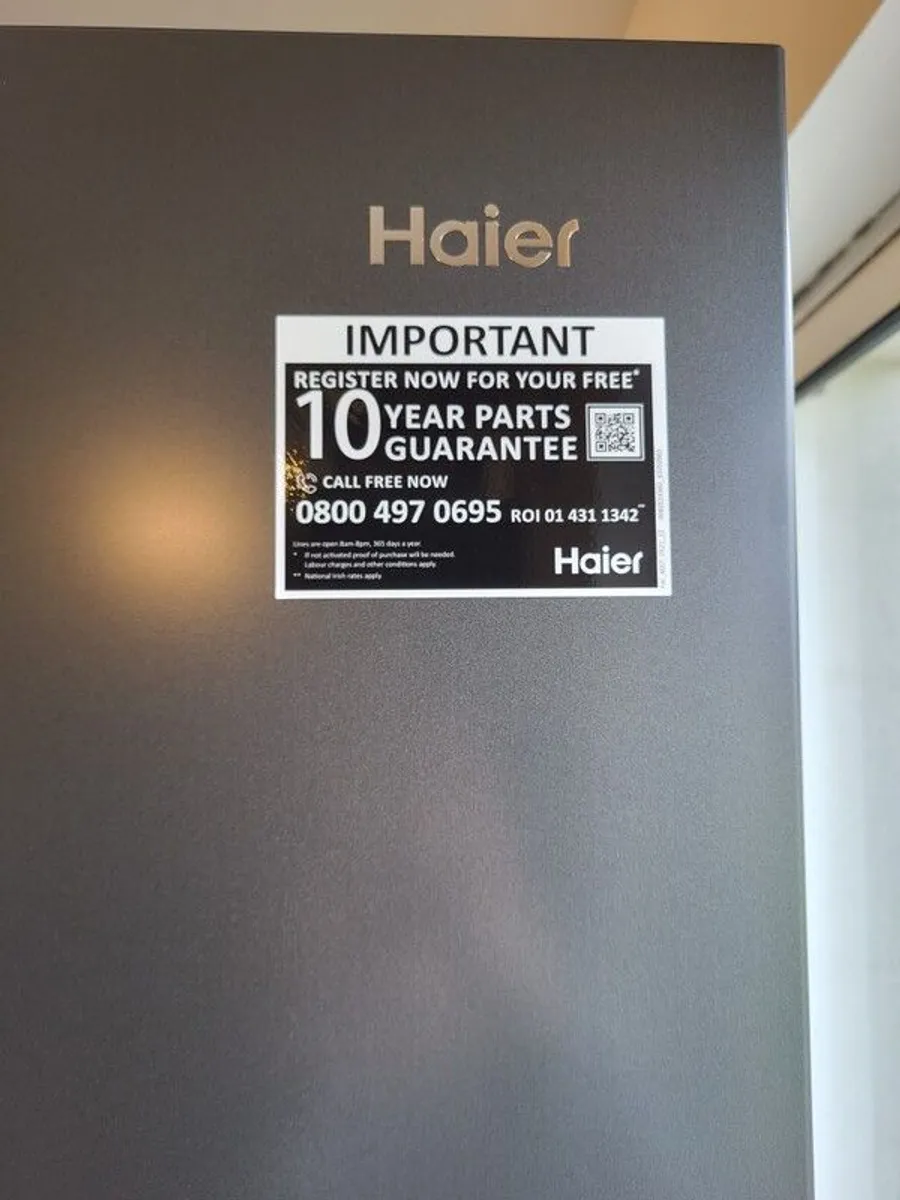 Haier
IMPORTANT
REGISTER NOW FOR YOUR FREE*
10 YEAR PARTS
GUARANTEE
CALL FREE NOW
0800 497 0695 ROI 01 431 1342**
Lines are open 8am-8pm, 365 days a year.
* If not activated proof of purchase will be needed.
Labour charges and other conditions apply.
** National Irish rates apply.
Haier